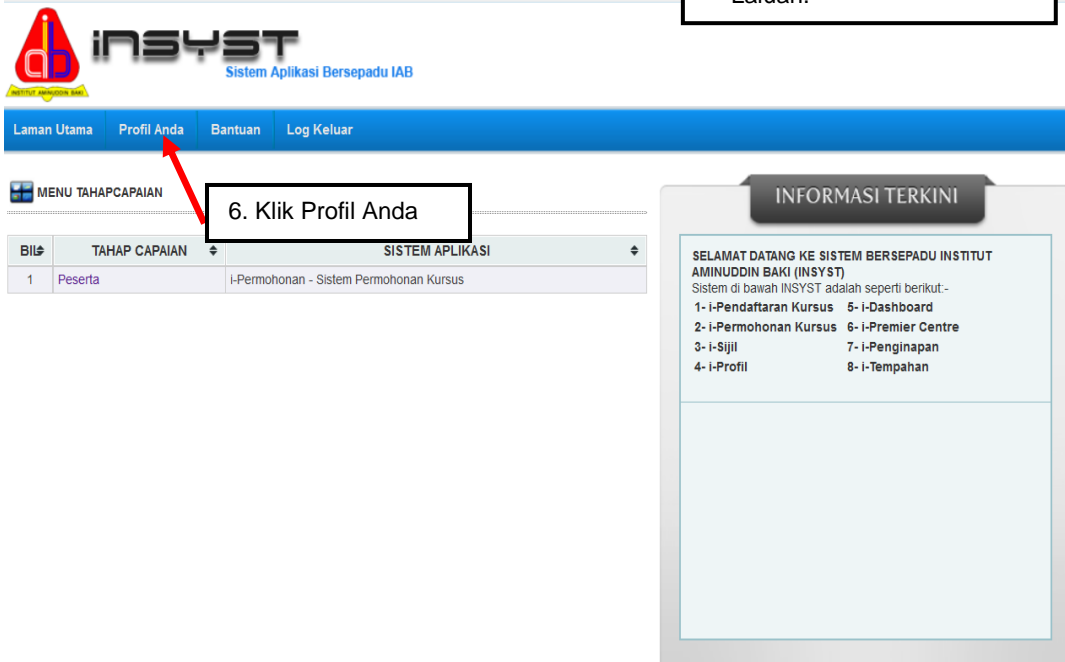 Laluan.
insyst
Sistem Aplikasi Bersepadu IAB
INSTITUT AMINUDDIN BAKI
Laman Utama Profil Anda Bantuan Log Keluar
MENU TAHAPCAPAIAN
6. Klik Profil Anda
INFORMASI TERKINI
BIL TAHAP CAPAIAN SISTEM APLIKASI
1 Peserta i-Permohonan - Sistem Permohonan Kursus
SELAMAT DATANG KE SISTEM BERSEPADU INSTITUT
AMINUDDIN BAKI (INSYST)
Sistem di bawah INSYST adalah seperti berikut:-
1- i-Pendaftaran Kursus 5- i-Dashboard
2- i-Permohonan Kursus 6- i-Premier Centre
3- i-Sijil 7- i-Penginapan
4- i-Profil 8- i-Tempahan